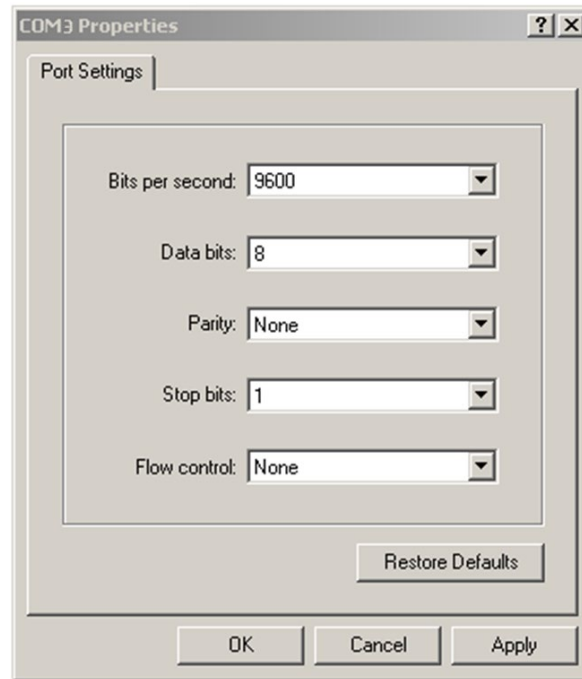 COM3 Properties
Port Settings
Bits per second: 9600
Data bits: 8
Parity: None
Stop bits: 1
Flow control: None
Restore Defaults
OK Cancel Apply